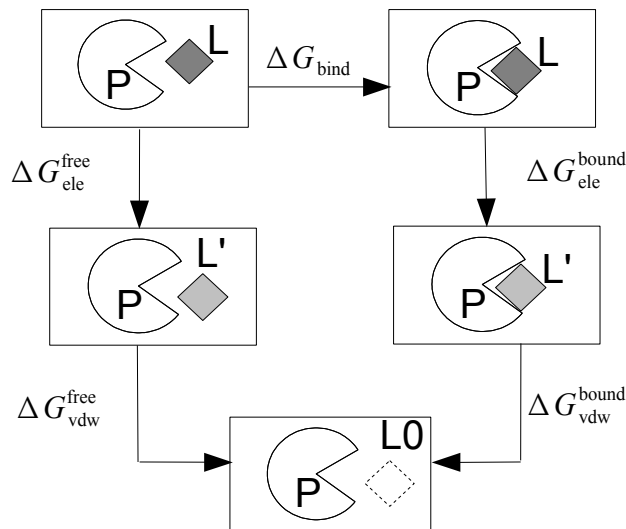 P L
ΔG_bind
P L
ΔG_ele^free
ΔG_ele^bound
P L'
P L'
ΔG_vdw^free
ΔG_vdw^bound
P L0